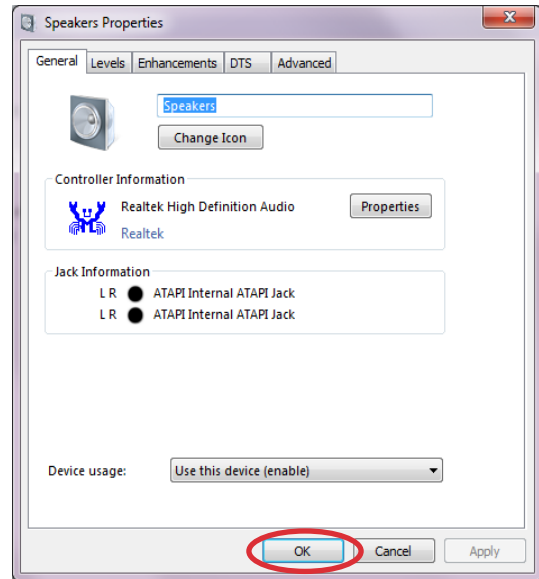 Speakers Properties
General Levels Enhancements DTS Advanced
Speakers
Change Icon
Controller Information
Realtek High Definition Audio Properties
Realtek
Jack Information
L R ATAPI Internal ATAPI Jack
L R ATAPI Internal ATAPI Jack
Device usage: Use this device (enable)
OK Cancel Apply